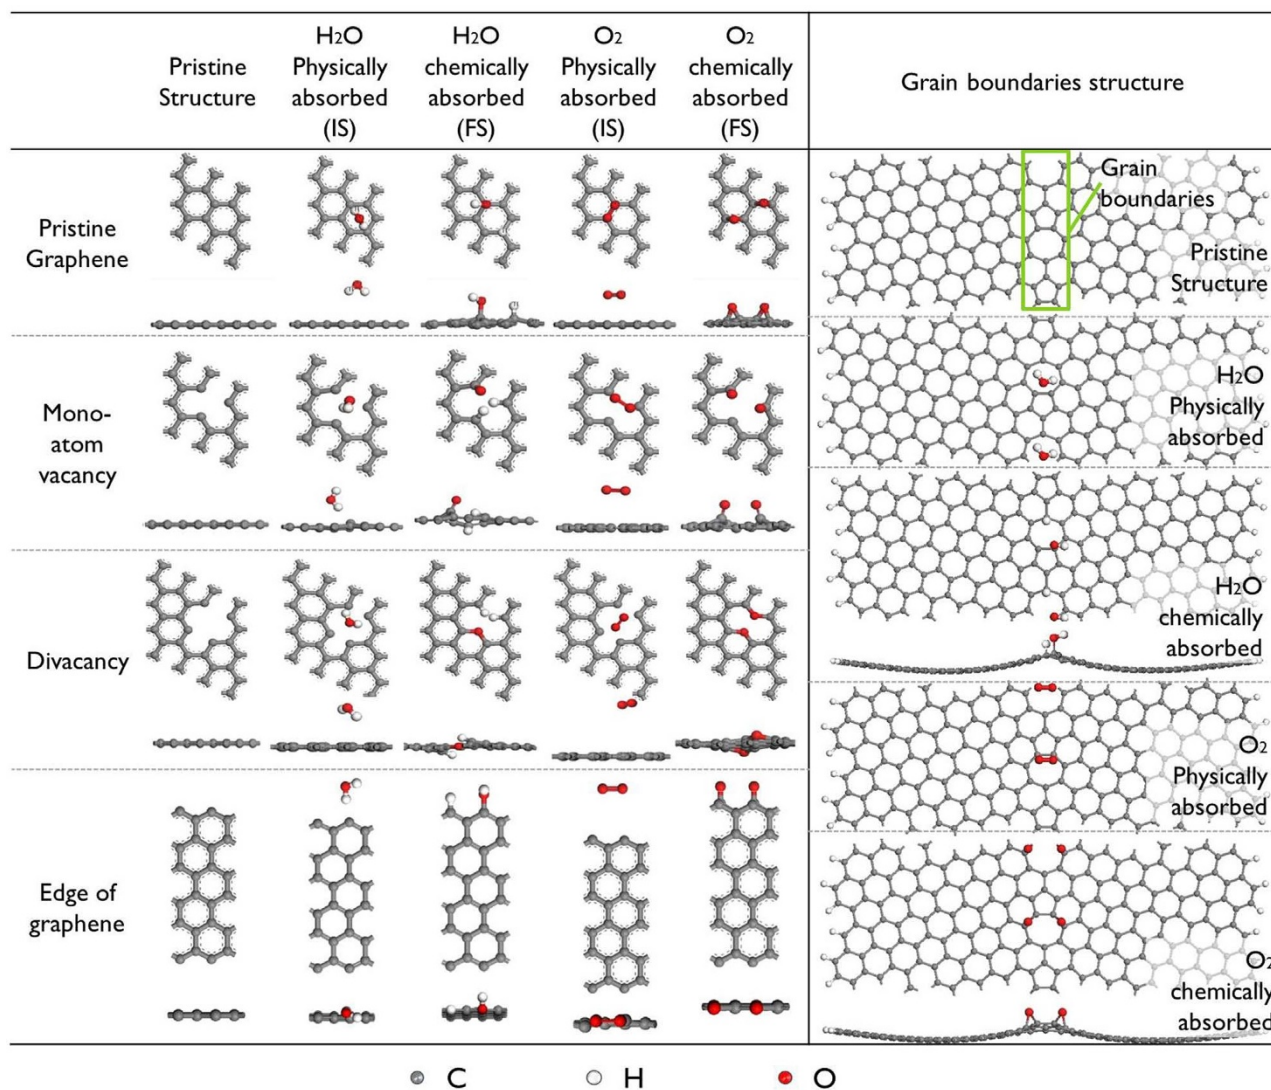 Pristine
Structure
H2O
Physically
absorbed
(IS)
H2O
chemically
absorbed
(FS)
O2
Physically
absorbed
(IS)
O2
chemically
absorbed
(FS)
Grain boundaries structure
Pristine
Graphene
Mono-
atom
vacancy
Divacancy
Edge of
graphene
Grain
boundaries
Pristine
Structure
H2O
Physically
absorbed
H2O
chemically
absorbed
O2
Physically
absorbed
O2
chemically
absorbed
C
H
O